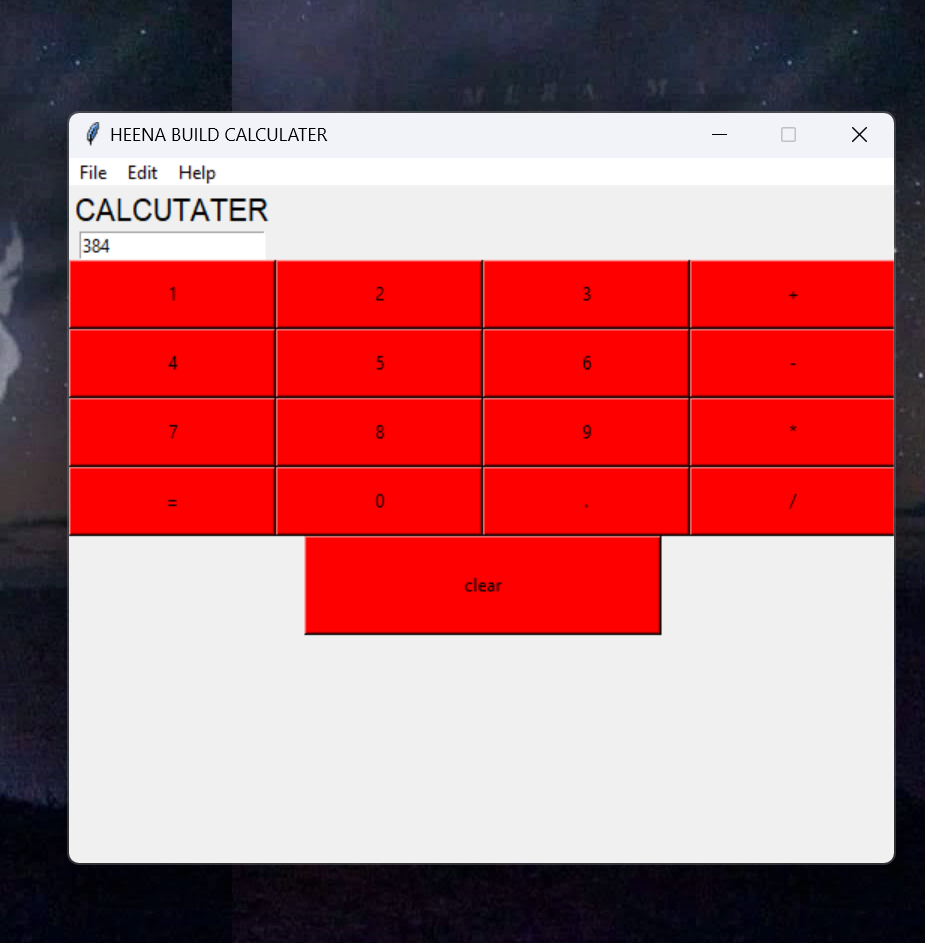 HEENA BUILD CALCULATER
File Edit Help
CALCUTATER
384
1 2 3 +
4 5 6 -
7 8 9 *
= 0 . /
clear